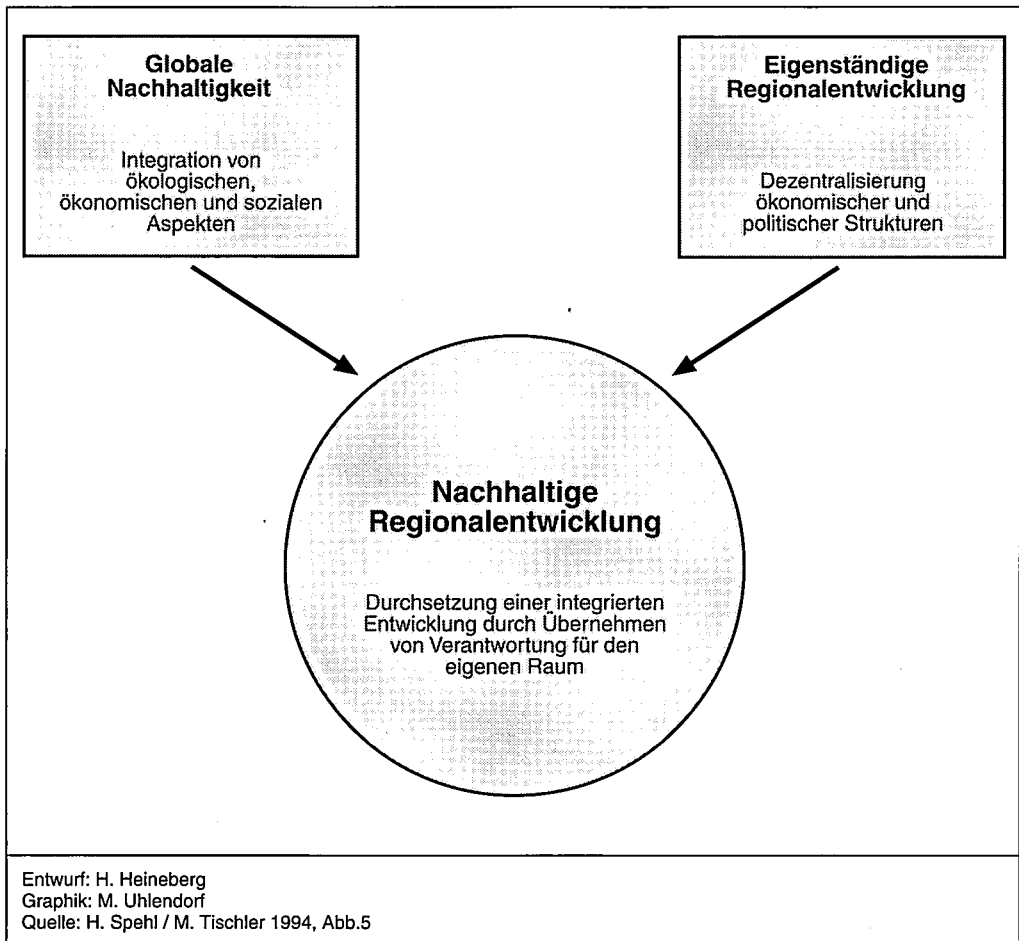 Globale
Nachhaltigkeit
Integration von
ökologischen,
ökonomischen und sozialen
Aspekten
Eigenständige
Regionalentwicklung
Dezentralisierung
ökonomischer und
politischer Strukturen
Nachhaltige
Regionalentwicklung
Durchsetzung einer integrierten
Entwicklung durch Übernehmen
von Verantwortung für den
eigenen Raum
Entwurf: H. Heineberg
Graphik: M. Uhlendorf
Quelle: H. Spehl / M. Tischler 1994, Abb.5